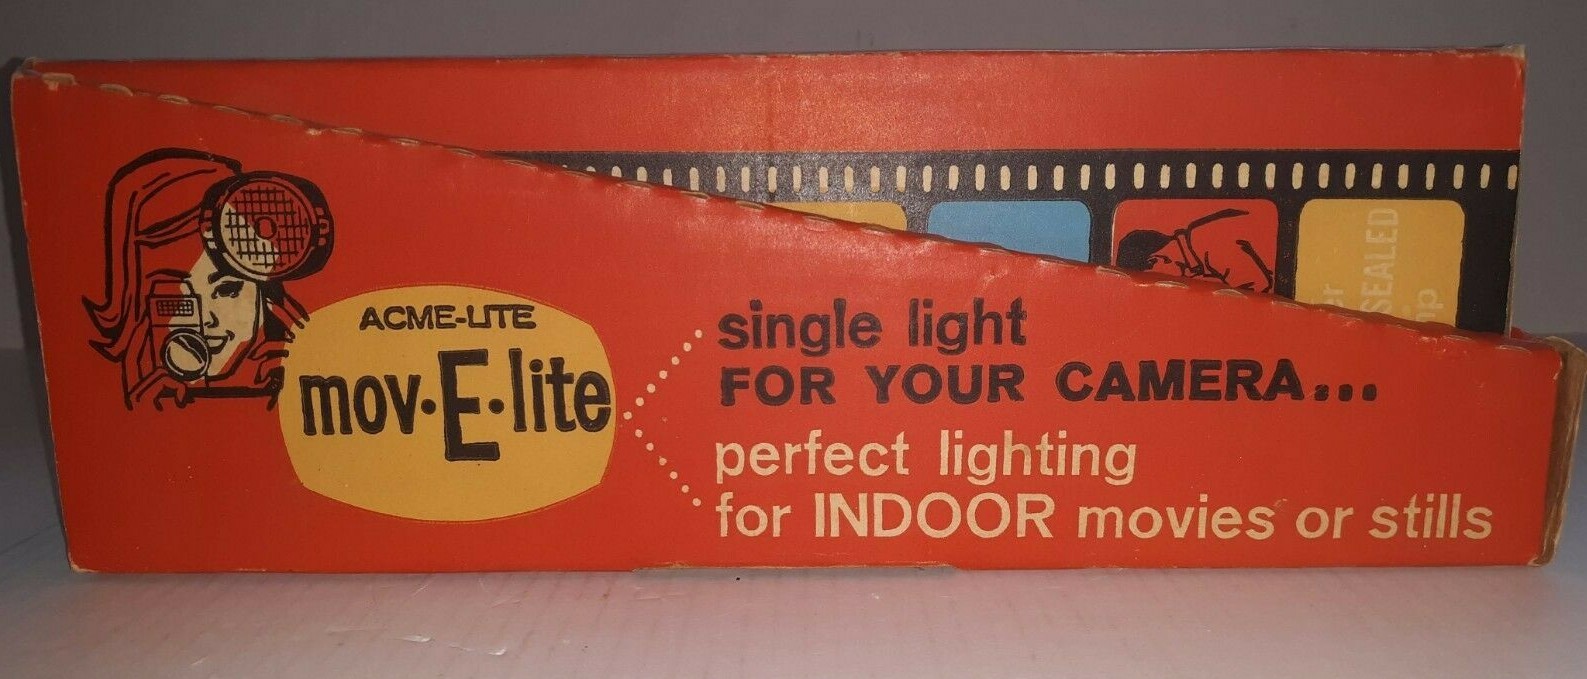 ACME-LITE
mov·E·lite
single light
FOR YOUR CAMERA...
perfect lighting
for INDOOR movies or stills
SEALED